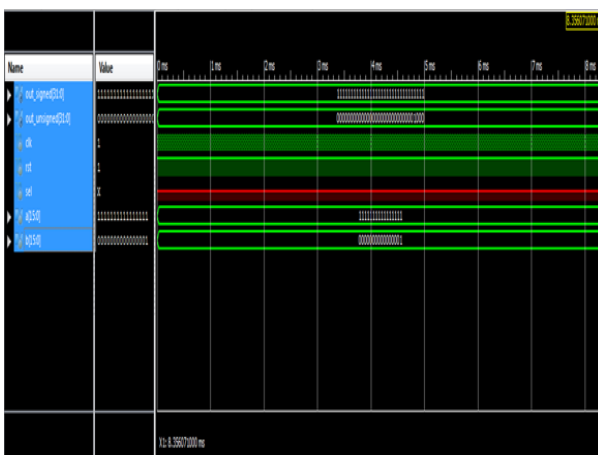 8.356071000
Name Value 0 ms 1 ms 2 ms 3 ms 4 ms 5 ms 6 ms 7 ms 8 ms
out_signed[31:0]
out_unsigned[31:0]
clk 1
rst 1
sel X
a[15:0] 1111111111111111
b[15:0] 0000000000000001
X1: 8.356071000 ms